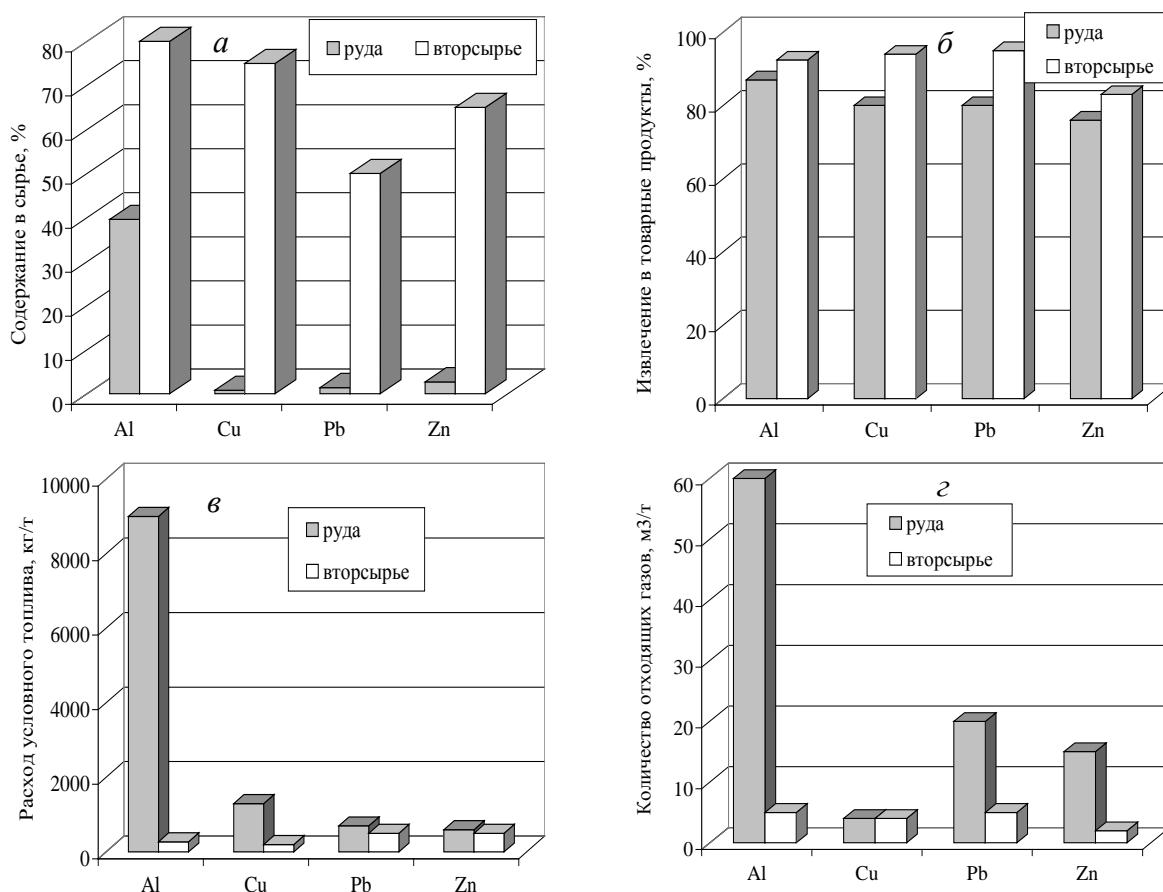 а
руда вторсырье
Содержание в сырье, %
80
70
60
50
40
30
20
10
0
Al Cu Pb Zn
б
руда
вторсырье
Извлечение в товарные продукты, %
100
80
60
40
20
0
Al Cu Pb Zn
в
руда
вторсырье
Расход условного топлива, кг/т
10000
8000
6000
4000
2000
0
Al Cu Pb Zn
г
руда
вторсырье
Количество отходящих газов, м3/т
60
50
40
30
20
10
0
Al Cu Pb Zn